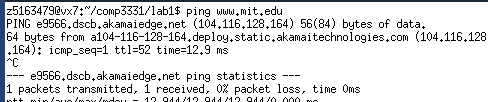 z5163479@vx7:~/comp3331/lab1$ ping www.mit.edu
PING e9566.dscb.akamaiedge.net (104.116.128.164) 56(84) bytes of data.
64 bytes from a104-116-128-164.deploy.static.akamaitechnologies.com (104.116.128
.164): icmp_seq=1 ttl=52 time=12.9 ms
^C
--- e9566.dscb.akamaiedge.net ping statistics ---
1 packets transmitted, 1 received, 0% packet loss, time 0ms
rtt min/avg/max/mdev = 12.944/12.944/12.944/0.000 ms